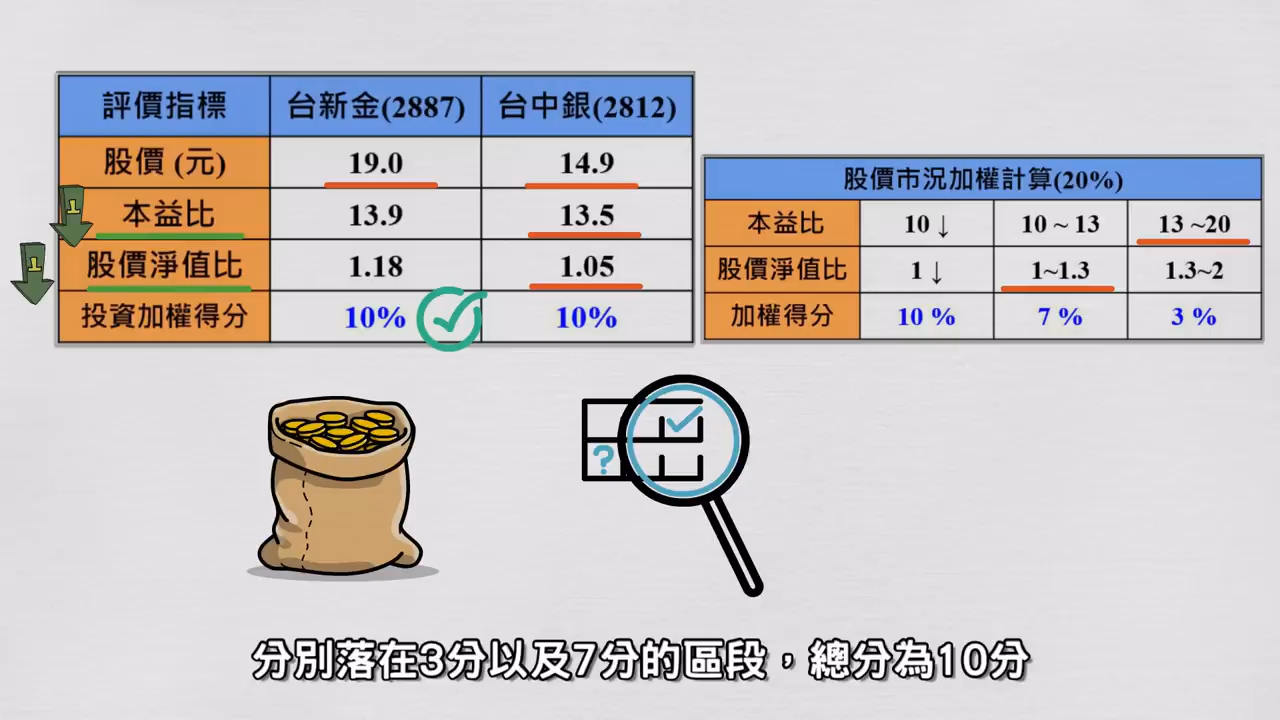 評價指標 台新金(2887) 台中銀(2812)
股價 (元) 19.0 14.9
本益比 13.9 13.5
股價淨值比 1.18 1.05
投資加權得分 10% 10%
1
1
股價市況加權計算(20%)
本益比 10↓ 10 ~ 13 13 ~20
股價淨值比 1↓ 1~1.3 1.3~2
加權得分 10 % 7 % 3 %
?
分別落在3分以及7分的區段，總分為10分